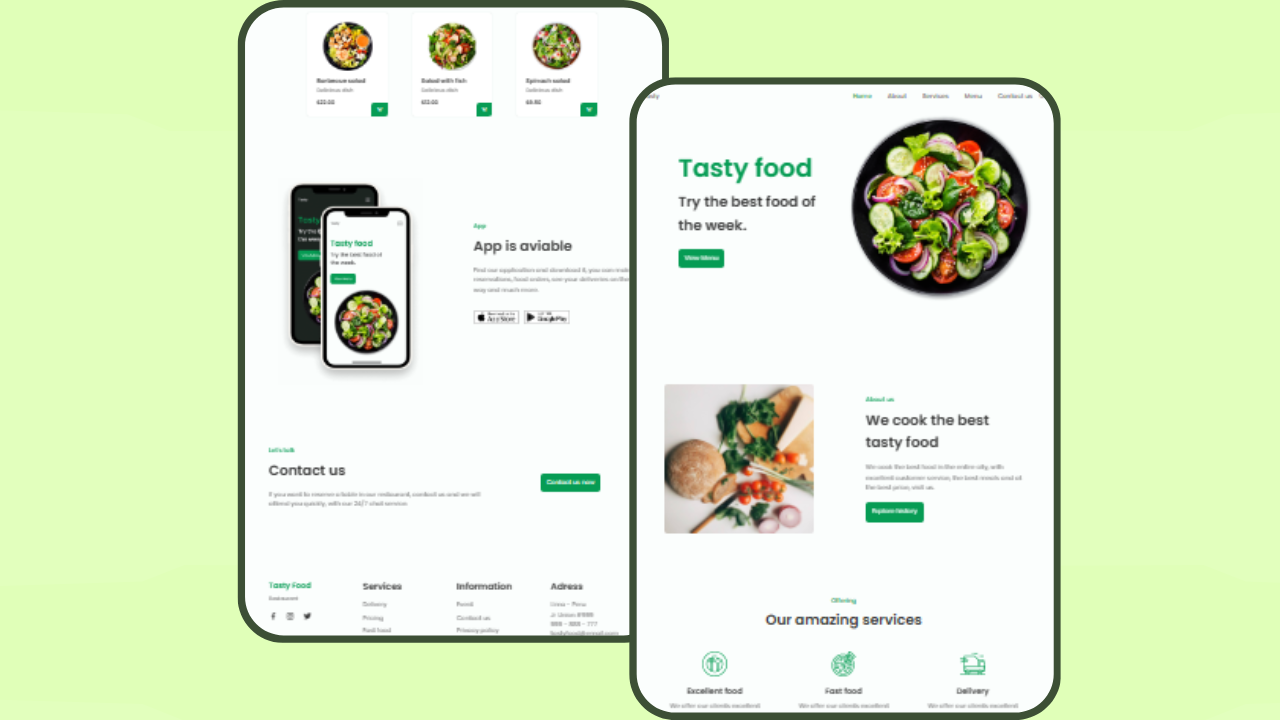 Barbecue salad
Delicious dish
$22.00
Salad with fish
Delicious dish
$12.00
Spinach salad
Delicious dish
$9.50
Tasty food
Try the best food of
the week.
App
App is aviable
Find our application and download it, you can make
reservations, food orders, see your deliveries on the
way and much more.
App Store
Google Play
Let's talk
Contact us
If you want to reserve a table in our restaurant, contact us and we will
attend you quickly, with our 24/7 chat service.
Contact us now
Tasty Food
Restaurant
Services
Delivery
Pricing
Fast food
Information
Event
Contact us
Privacy policy
Adress
Lima - Peru
Jr Union #999
999 - 888 - 777
tastyfood@email.com
Home
About
Services
Menu
Contact us
Tasty food
Try the best food of
the week.
View Menu
About us
We cook the best
tasty food
We cook the best food in the entire city, with
excellent customer service, the best meals and at
the best price, visit us.
Explore history
Offering
Our amazing services
Excellent food
We offer our clients excellent
Fast food
We offer our clients excellent
Delivery
We offer our clients excellent